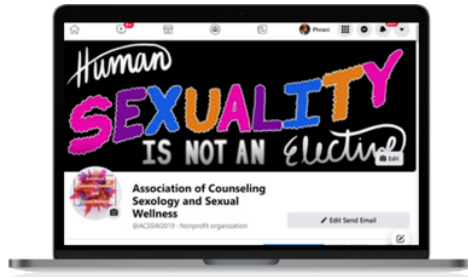 Phrani
Human
SEXUALITY
IS NOT AN Elective
Edit
Association of Counseling
Sexology and Sexual
Wellness
@ACSSW2019 · Nonprofit organization
Edit Send Email